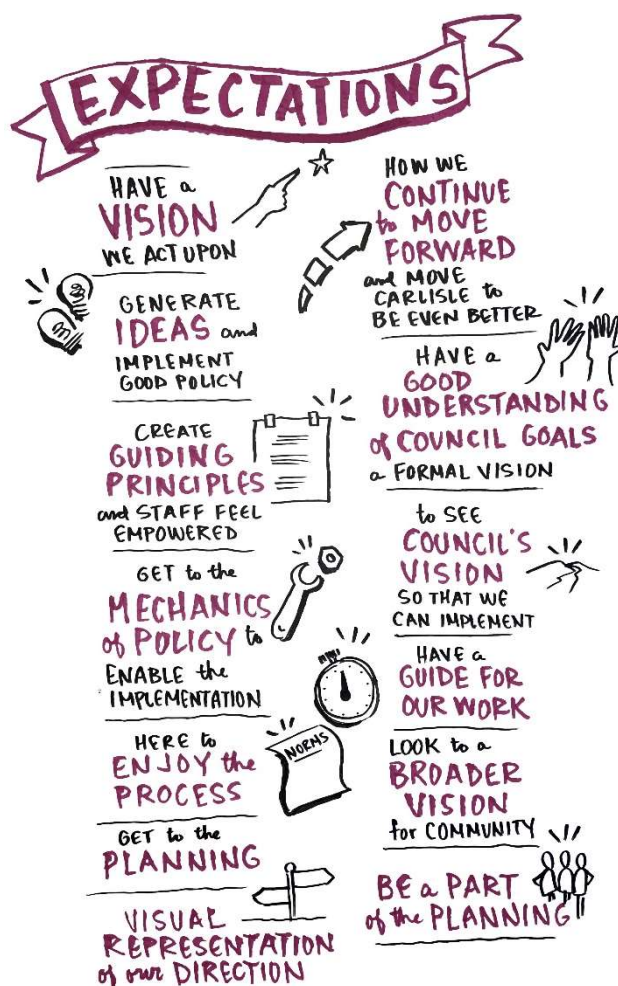 EXPECTATIONS
HAVE a
VISION
WE ACT UPON
GENERATE
IDEAS and
IMPLEMENT
GOOD POLICY
CREATE
GUIDING
PRINCIPLES
and STAFF FEEL
EMPOWERED
GET to the
MECHANICS
of POLICY to
ENABLE the
IMPLEMENTATION
HERE to
ENJOY the
PROCESS
NORMS
GET to the
PLANNING
VISUAL
REPRESENTATION
of our DIRECTION
HOW WE
CONTINUE
to MOVE
FORWARD
and MOVE
CARLISLE to
BE EVEN BETTER
HAVE a
GOOD
UNDERSTANDING
of COUNCIL GOALS
a FORMAL VISION
to SEE
COUNCIL'S
VISION
SO THAT WE
CAN IMPLEMENT
HAVE a
GUIDE FOR
OUR WORK
LOOK to a
BROADER
VISION
for COMMUNITY
BE a PART
of the PLANNING